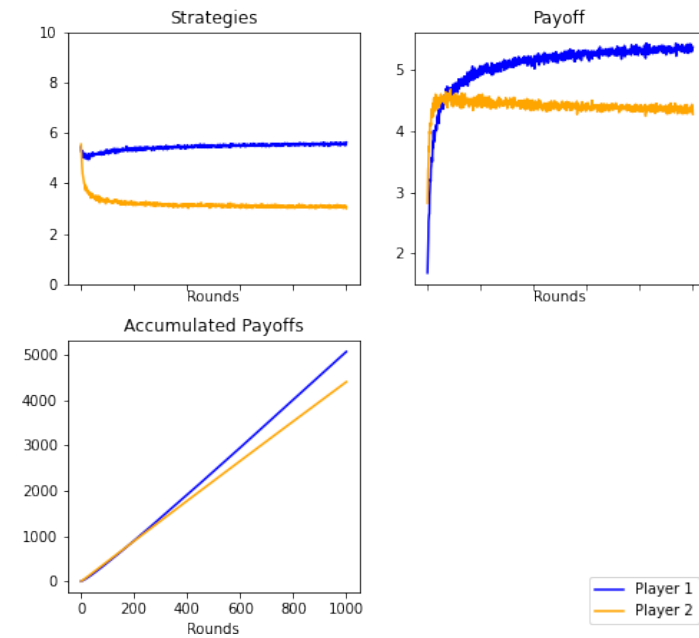 Strategies
10
8
6
4
2
0
Rounds
Payoff
5
4
3
2
Rounds
Accumulated Payoffs
5000
4000
3000
2000
1000
0
0 200 400 600 800 1000
Rounds
Player 1
Player 2